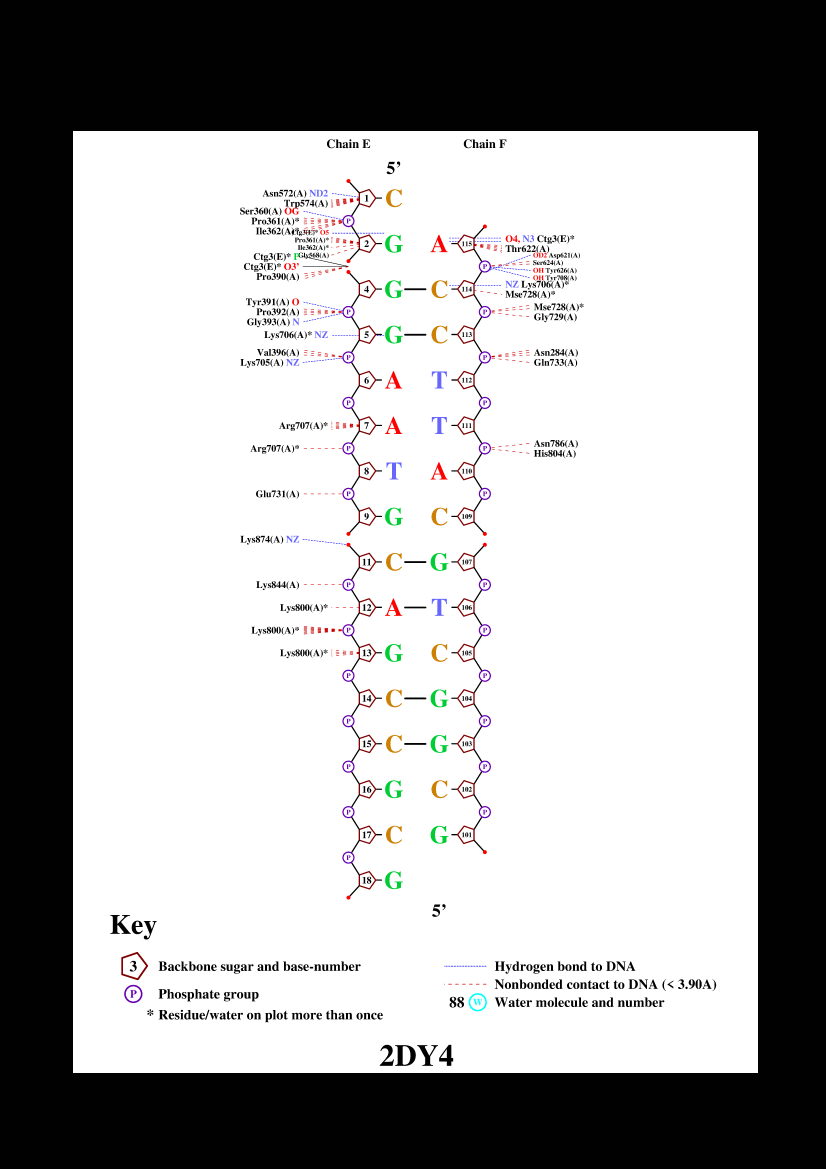 Chain E
Chain F
5’
Asn572(A) ND2
Trp574(A)
1 C
Ser360(A) OG
Pro361(A)*
P
Ile362(A)*
Ctg3(E)* O5
Pro361(A)*
Ile362(A)*
Gly568(A)
2 G
A 115
O4, N3 Ctg3(E)*
Thr622(A)
Ctg3(E)* P
Ctg3(E)* O3’
Pro390(A)
P
OD2 Asp621(A)
Ser624(A)
OH Tyr626(A)
OH Tyr708(A)
4 G C 114
NZ Lys706(A)*
Mse728(A)*
Tyr391(A) O
Pro392(A)
Gly393(A) N
P P
Mse728(A)*
Gly729(A)
Lys706(A)* NZ
5 G C 113
Val396(A)
Lys705(A) NZ
P P
Asn284(A)
Gln733(A)
6 A T 112
P P
Arg707(A)*
7 A T 111
Arg707(A)*
P P
Asn786(A)
His804(A)
8 T A 110
Glu731(A)
P P
9 G C 109
Lys874(A) NZ
11 C G 107
Lys844(A)
P P
Lys800(A)*
12 A T 106
Lys800(A)*
P P
Lys800(A)*
13 G C 105
P P
14 C G 104
P P
15 C G 103
P P
16 G C 102
P P
17 C G 101
P
18 G
5’
Key
3 Backbone sugar and base-number
P Phosphate group
* Residue/water on plot more than once
Hydrogen bond to DNA
Nonbonded contact to DNA (< 3.90A)
88 W Water molecule and number
2DY4